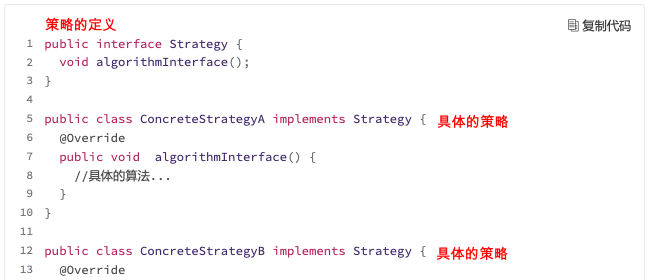 策略的定义
复制代码
1 public interface Strategy {
2   void algorithmInterface();
3 }
4
5 public class ConcreteStrategyA implements Strategy { 具体的策略
6   @Override
7   public void  algorithmInterface() {
8     //具体的算法...
9   }
10 }
11
12 public class ConcreteStrategyB implements Strategy { 具体的策略
13   @Override